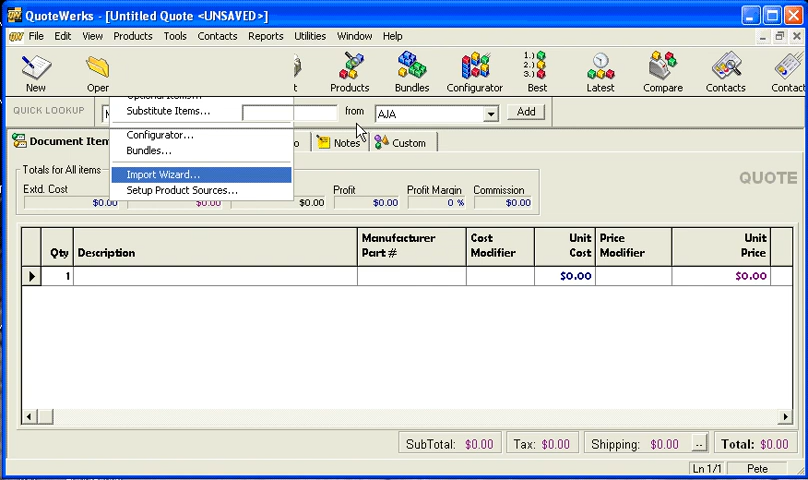 QuoteWerks - [Untitled Quote <UNSAVED>]
File Edit View Products Tools Contacts Reports Utilities Window Help
1.)
2.)
3.)
New Open Products Bundles Configurator Best Latest Compare Contacts Contact
QUICK LOOKUP from AJA Add
Substitute Items...
Configurator...
Bundles...
Import Wizard...
Setup Product Sources...
Document Item Notes Custom
Totals for All items
Extd. Cost Profit Profit Margin Commission
$0.00 $0.00 $0.00 $0.00 0 % $0.00
QUOTE
Qty Description Manufacturer Part # Cost Modifier Unit Cost Price Modifier Unit Price
1 $0.00 $0.00
SubTotal: $0.00 Tax: $0.00 Shipping: $0.00 ... Total: $0.00
Ln 1/1 Pete